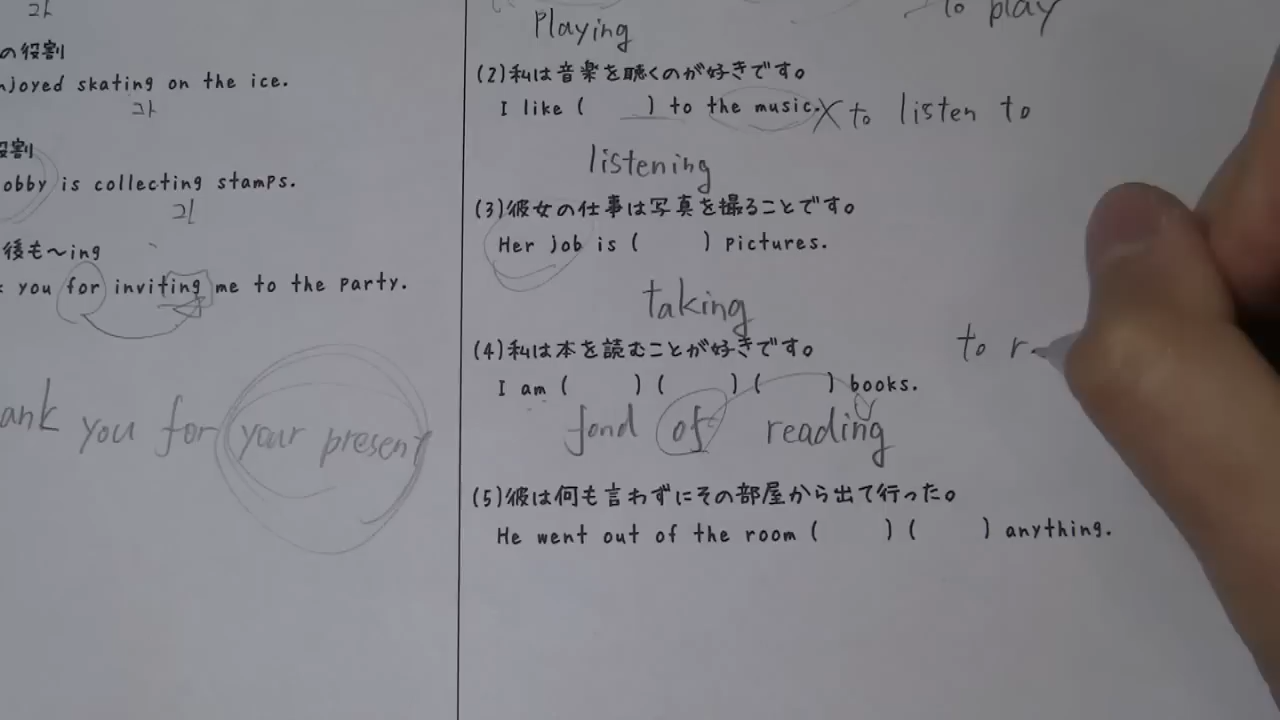 の役割
njoyed skating on the ice.
役割
obby is collecting stamps.
後も〜ing
you for inviting me to the party.
ank you for your present
Playing
to play
(2)私は音楽を聴くのが好きです。
I like ( ) to the music.
X to listen to
listening
(3)彼女の仕事は写真を撮ることです。
Her job is ( ) pictures.
taking
(4)私は本を読むことが好きです。
to r
I am ( ) ( ) ( ) books.
fond of reading
(5)彼は何も言わずにその部屋から出て行った。
He went out of the room ( ) ( ) anything.